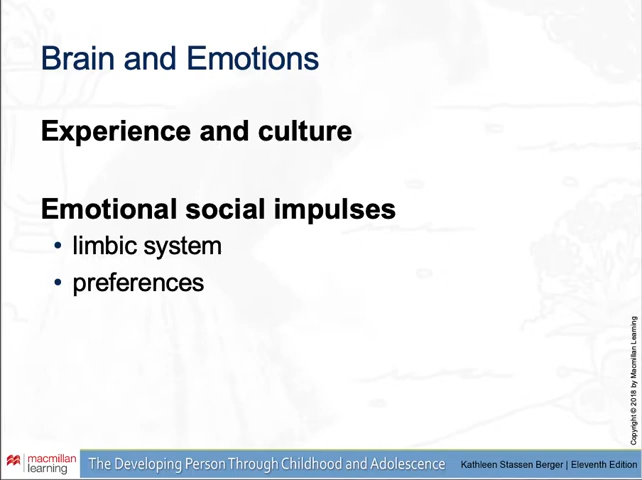 Brain and Emotions
Experience and culture
Emotional social impulses
• limbic system
• preferences
Copyright © 2018 by Macmillan Learning
macmillan
learning
The Developing Person Through Childhood and Adolescence
Kathleen Stassen Berger | Eleventh Edition